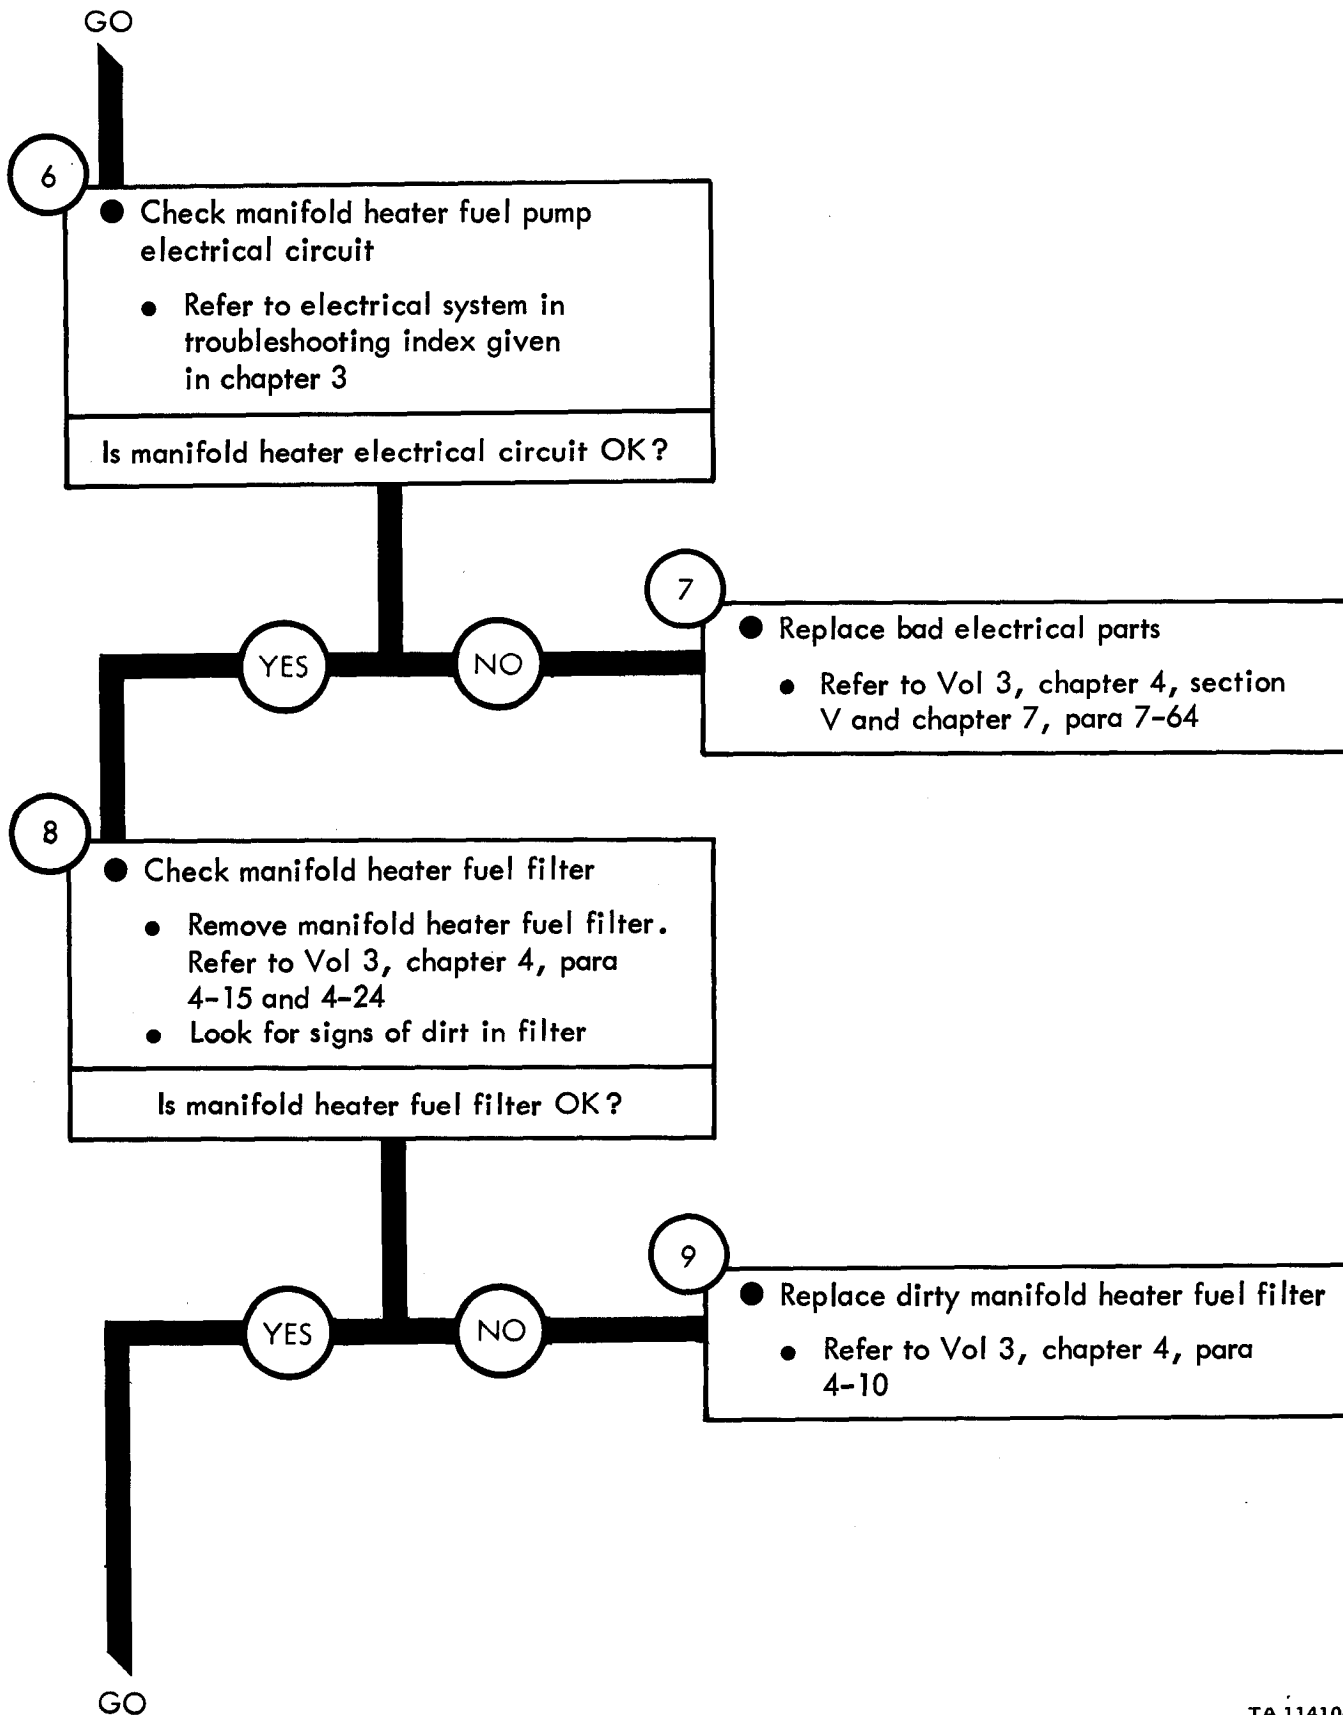 GO
6
● Check manifold heater fuel pump
electrical circuit
● Refer to electrical system in
troubleshooting index given
in chapter 3
Is manifold heater electrical circuit OK?
YES
NO
7
● Replace bad electrical parts
● Refer to Vol 3, chapter 4, section
V and chapter 7, para 7-64
8
● Check manifold heater fuel filter
● Remove manifold heater fuel filter.
Refer to Vol 3, chapter 4, para
4-15 and 4-24
● Look for signs of dirt in filter
Is manifold heater fuel filter OK?
YES
NO
9
● Replace dirty manifold heater fuel filter
● Refer to Vol 3, chapter 4, para
4-10
GO
TA 11410